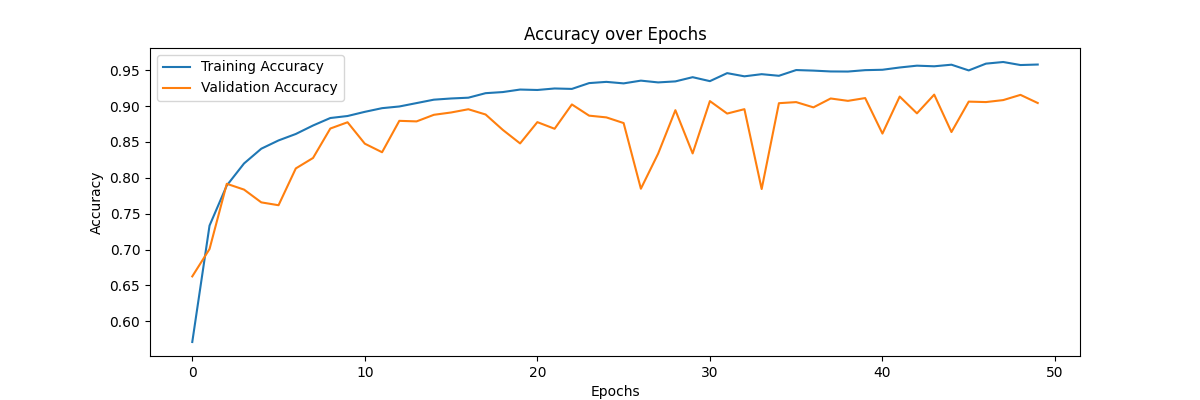 Accuracy over Epochs
Training Accuracy
Validation Accuracy
0.95
0.90
0.85
0.80
0.75
0.70
0.65
0.60
Accuracy
0 10 20 30 40 50
Epochs